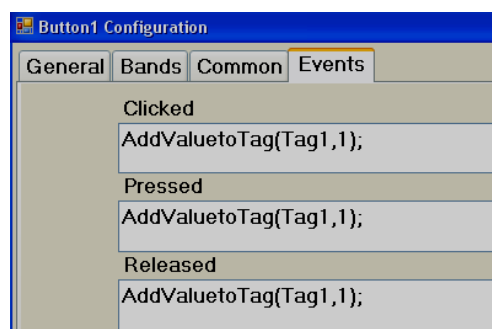 Button1 Configuration
General Bands Common Events
Clicked
AddValuetoTag(Tag1,1);
Pressed
AddValuetoTag(Tag1,1);
Released
AddValuetoTag(Tag1,1);